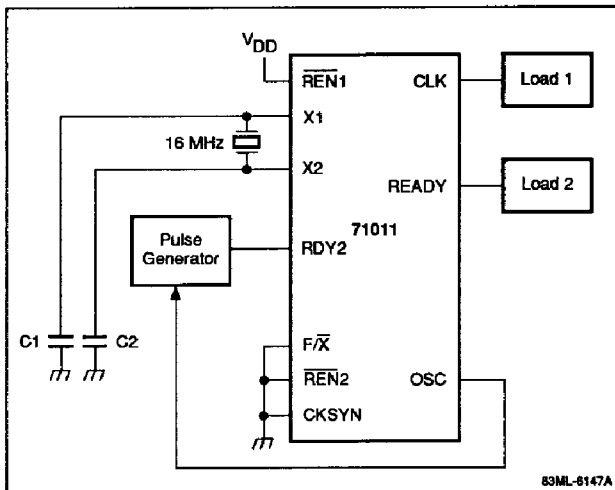 VDD
REN1
CLK
Load 1
X1
16 MHz
X2
READY
Load 2
71011
Pulse
Generator
RDY2
C1
C2
F/X̅
REN2
OSC
CKSYN
83ML-6147A